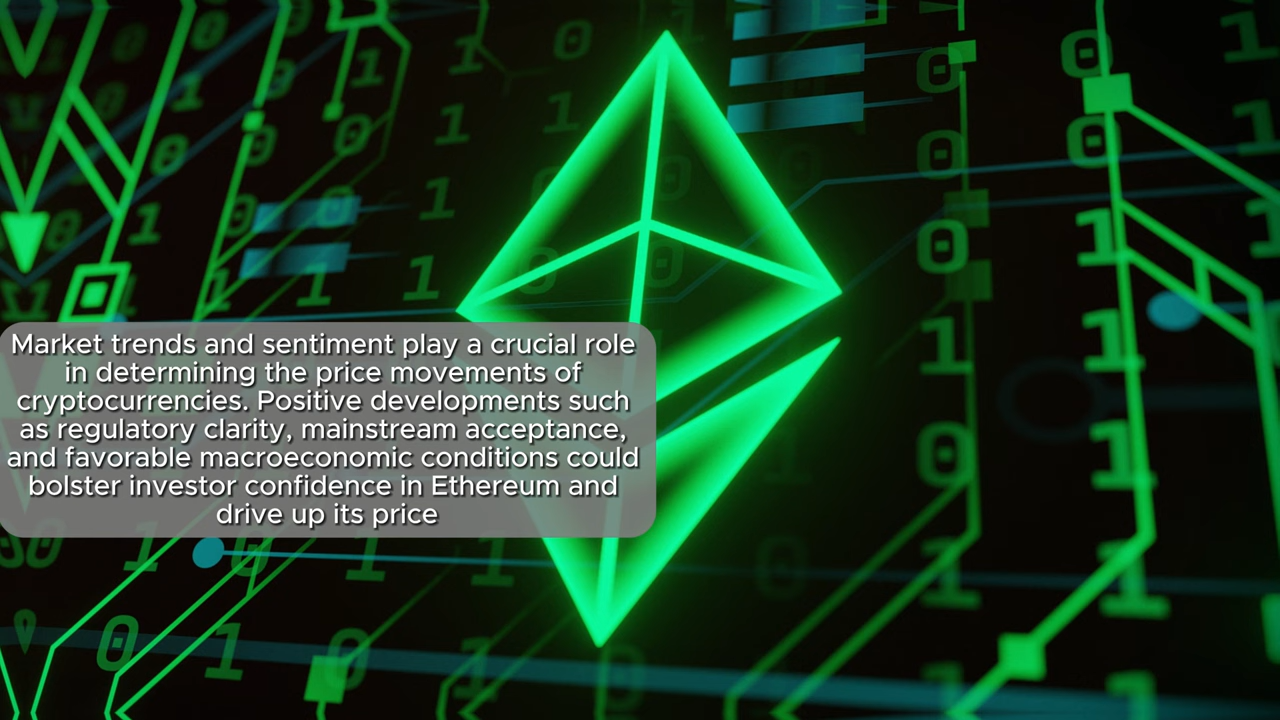 Market trends and sentiment play a crucial role
in determining the price movements of
cryptocurrencies. Positive developments such
as regulatory clarity, mainstream acceptance,
and favorable macroeconomic conditions could
bolster investor confidence in Ethereum and
drive up its price